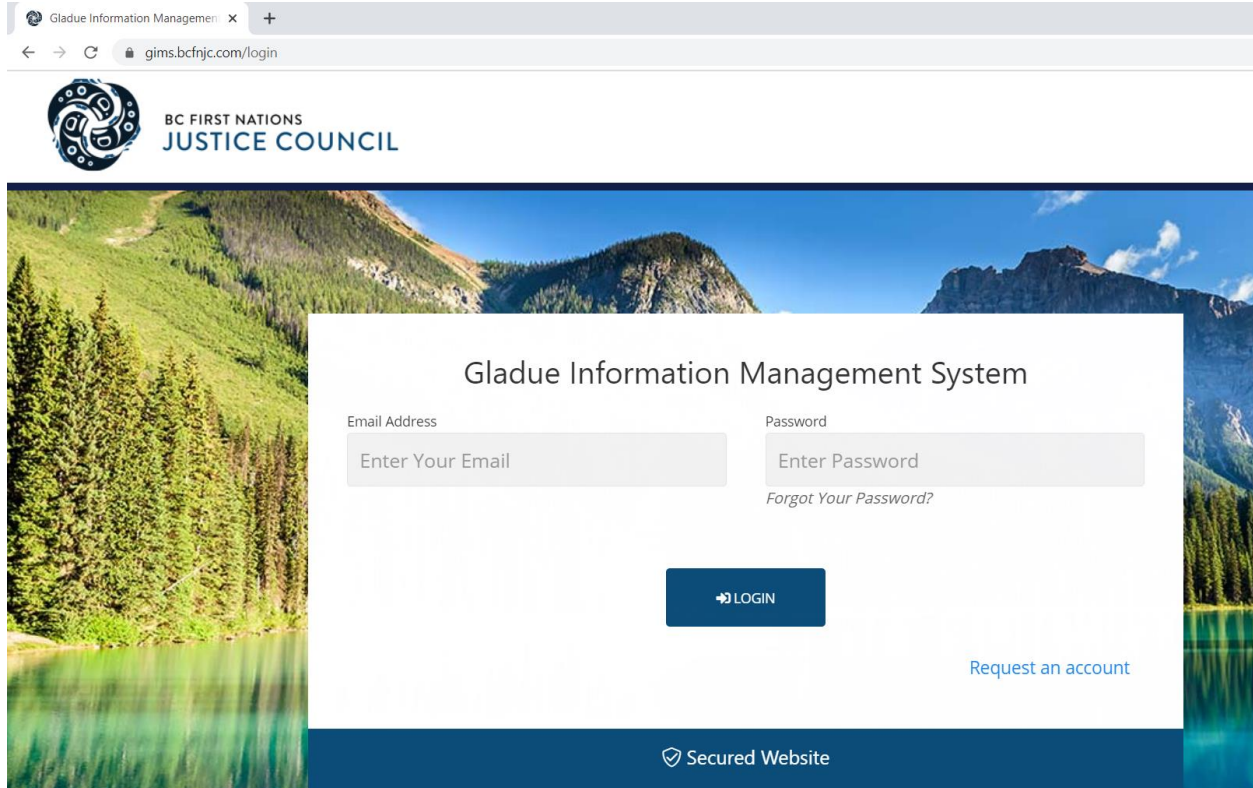 Gladue Information Managemen
gims.bcfnjc.com/login
BC FIRST NATIONS
JUSTICE COUNCIL
Gladue Information Management System
Email Address
Password
Enter Your Email
Enter Password
Forgot Your Password?
LOGIN
Request an account
Secured Website